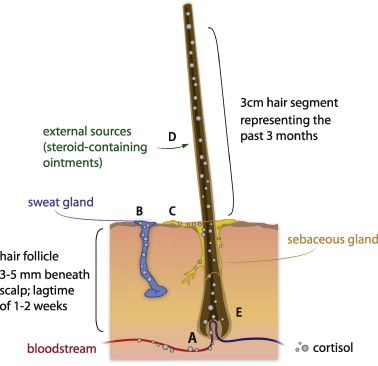 3cm hair segment
representing the
past 3 months
external sources
(steroid-containing
ointments)
D
sweat gland
B
C
sebaceous gland
hair follicle
3-5 mm beneath
scalp; lagtime
of 1-2 weeks
E
A
bloodstream
cortisol